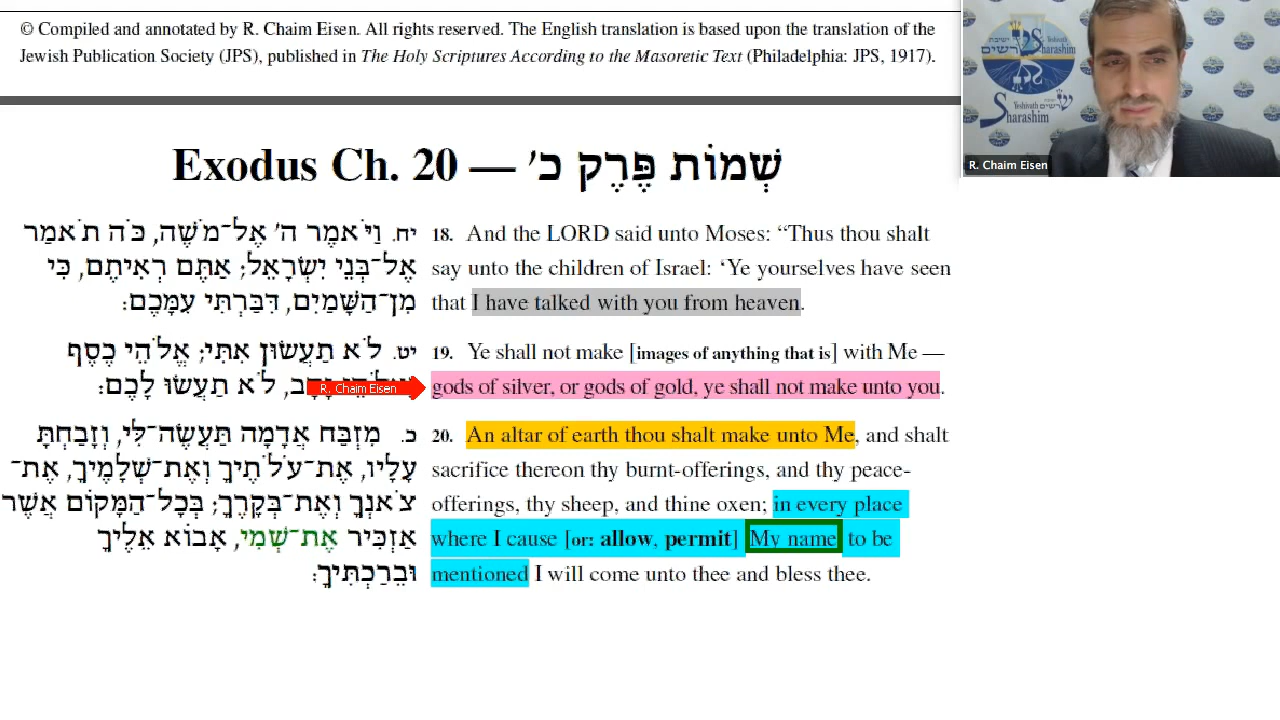 © Compiled and annotated by R. Chaim Eisen. All rights reserved. The English translation is based upon the translation of the
Jewish Publication Society (JPS), published in The Holy Scriptures According to the Masoretic Text (Philadelphia: JPS, 1917).
ישיבת שרשים
Yeshivath Sharashim
Yeshivath שרשים
Sharashim
R. Chaim Eisen
Exodus Ch. 20 — שְׁמוֹת פֶּרֶק כ׳
יח. וַיֹּאמֶר ה׳ אֶל־מֹשֶׁה, כֹּה תֹאמַר
אֶל־בְּנֵי יִשְׂרָאֵל; אַתֶּם רְאִיתֶם, כִּי
מִן־הַשָּׁמַיִם, דִּבַּרְתִּי עִמָּכֶם:
18. And the LORD said unto Moses: “Thus thou shalt
say unto the children of Israel: ‘Ye yourselves have seen
that I have talked with you from heaven.
יט. לֹא תַעֲשׂוּן אִתִּי; אֱלֹהֵי כֶסֶף
לֹא תַעֲשׂוּ לָכֶם:
R. Chaim Eisen
19. Ye shall not make [images of anything that is] with Me —
gods of silver, or gods of gold, ye shall not make unto you.
כ. מִזְבַּח אֲדָמָה תַּעֲשֶׂה־לִּי, וְזָבַחְתָּ
עָלָיו, אֶת־עֹלֹתֶיךָ וְאֶת־שְׁלָמֶיךָ, אֶת־
צֹאנְךָ וְאֶת־בְּקָרֶךָ; בְּכָל־הַמָּקוֹם אֲשֶׁר
אַזְכִּיר אֶת־שְׁמִי, אָבוֹא אֵלֶיךָ
וּבֵרַכְתִּיךָ:
20. An altar of earth thou shalt make unto Me, and shalt
sacrifice thereon thy burnt-offerings, and thy peace-
offerings, thy sheep, and thine oxen; in every place
where I cause [or: allow, permit] My name to be
mentioned I will come unto thee and bless thee.